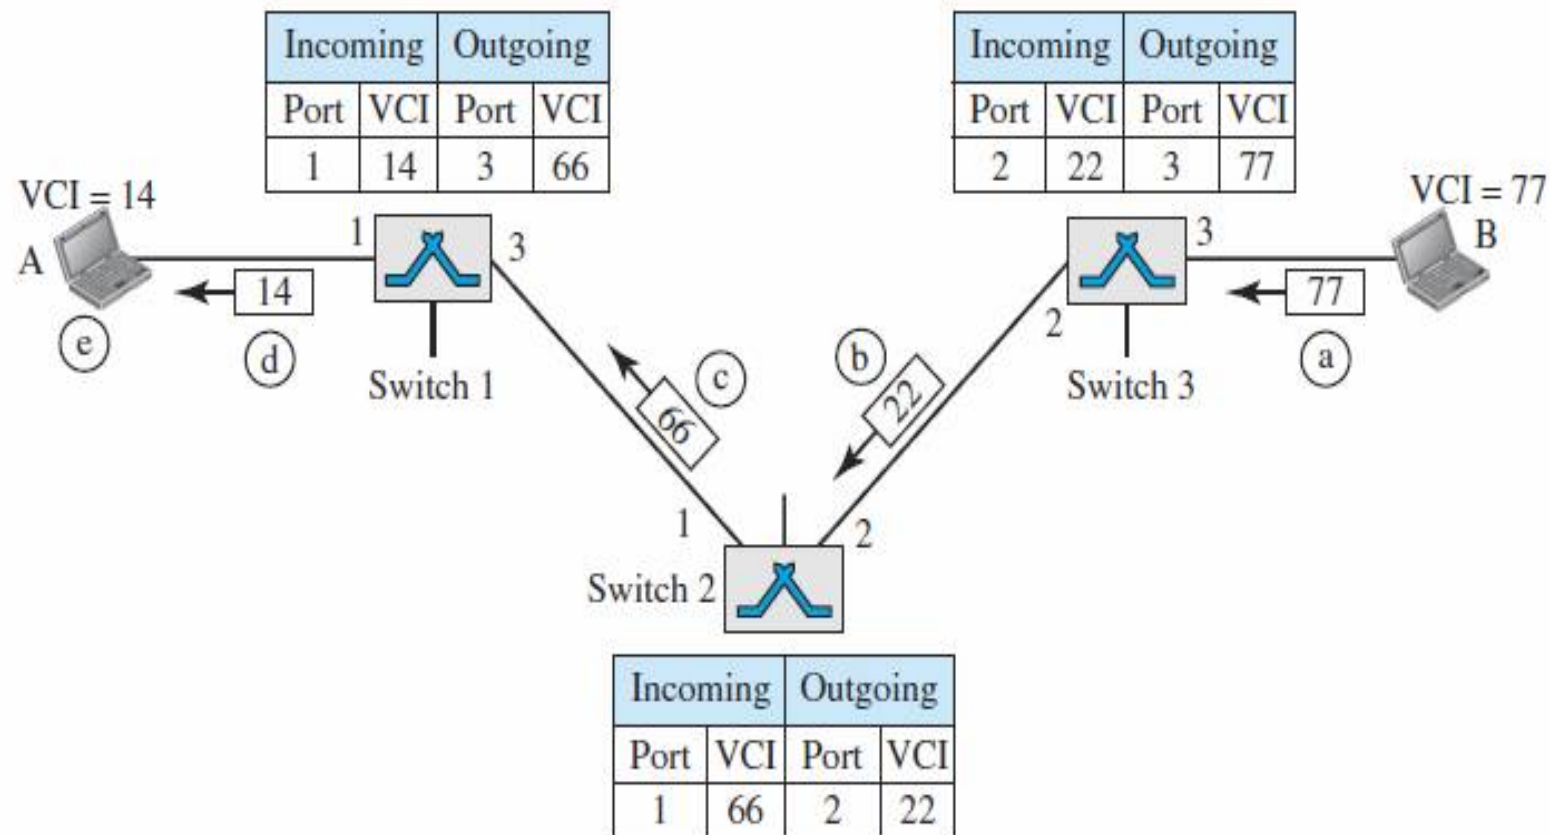 Incoming Outgoing
Port VCI Port VCI
1 14 3 66
Incoming Outgoing
Port VCI Port VCI
2 22 3 77
VCI = 14
A
1
3
14
e
d
Switch 1
VCI = 77
B
3
2
77
a
Switch 3
c
66
b
22
1
2
Switch 2
Incoming Outgoing
Port VCI Port VCI
1 66 2 22